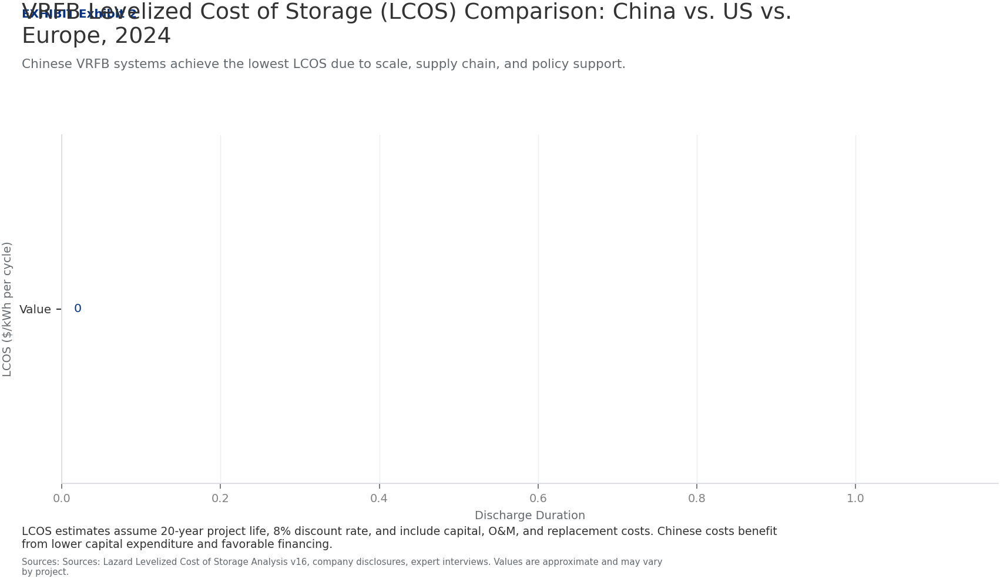 EXHIBIT Exhibit 2
VRFB Levelized Cost of Storage (LCOS) Comparison: China vs. US vs.
Europe, 2024
Chinese VRFB systems achieve the lowest LCOS due to scale, supply chain, and policy support.
LCOS ($/kWh per cycle)
Value
0
0.0
0.2
0.4
0.6
0.8
1.0
Discharge Duration
LCOS estimates assume 20-year project life, 8% discount rate, and include capital, O&M, and replacement costs. Chinese costs benefit
from lower capital expenditure and favorable financing.
Sources: Sources: Lazard Levelized Cost of Storage Analysis v16, company disclosures, expert interviews. Values are approximate and may vary
by project.